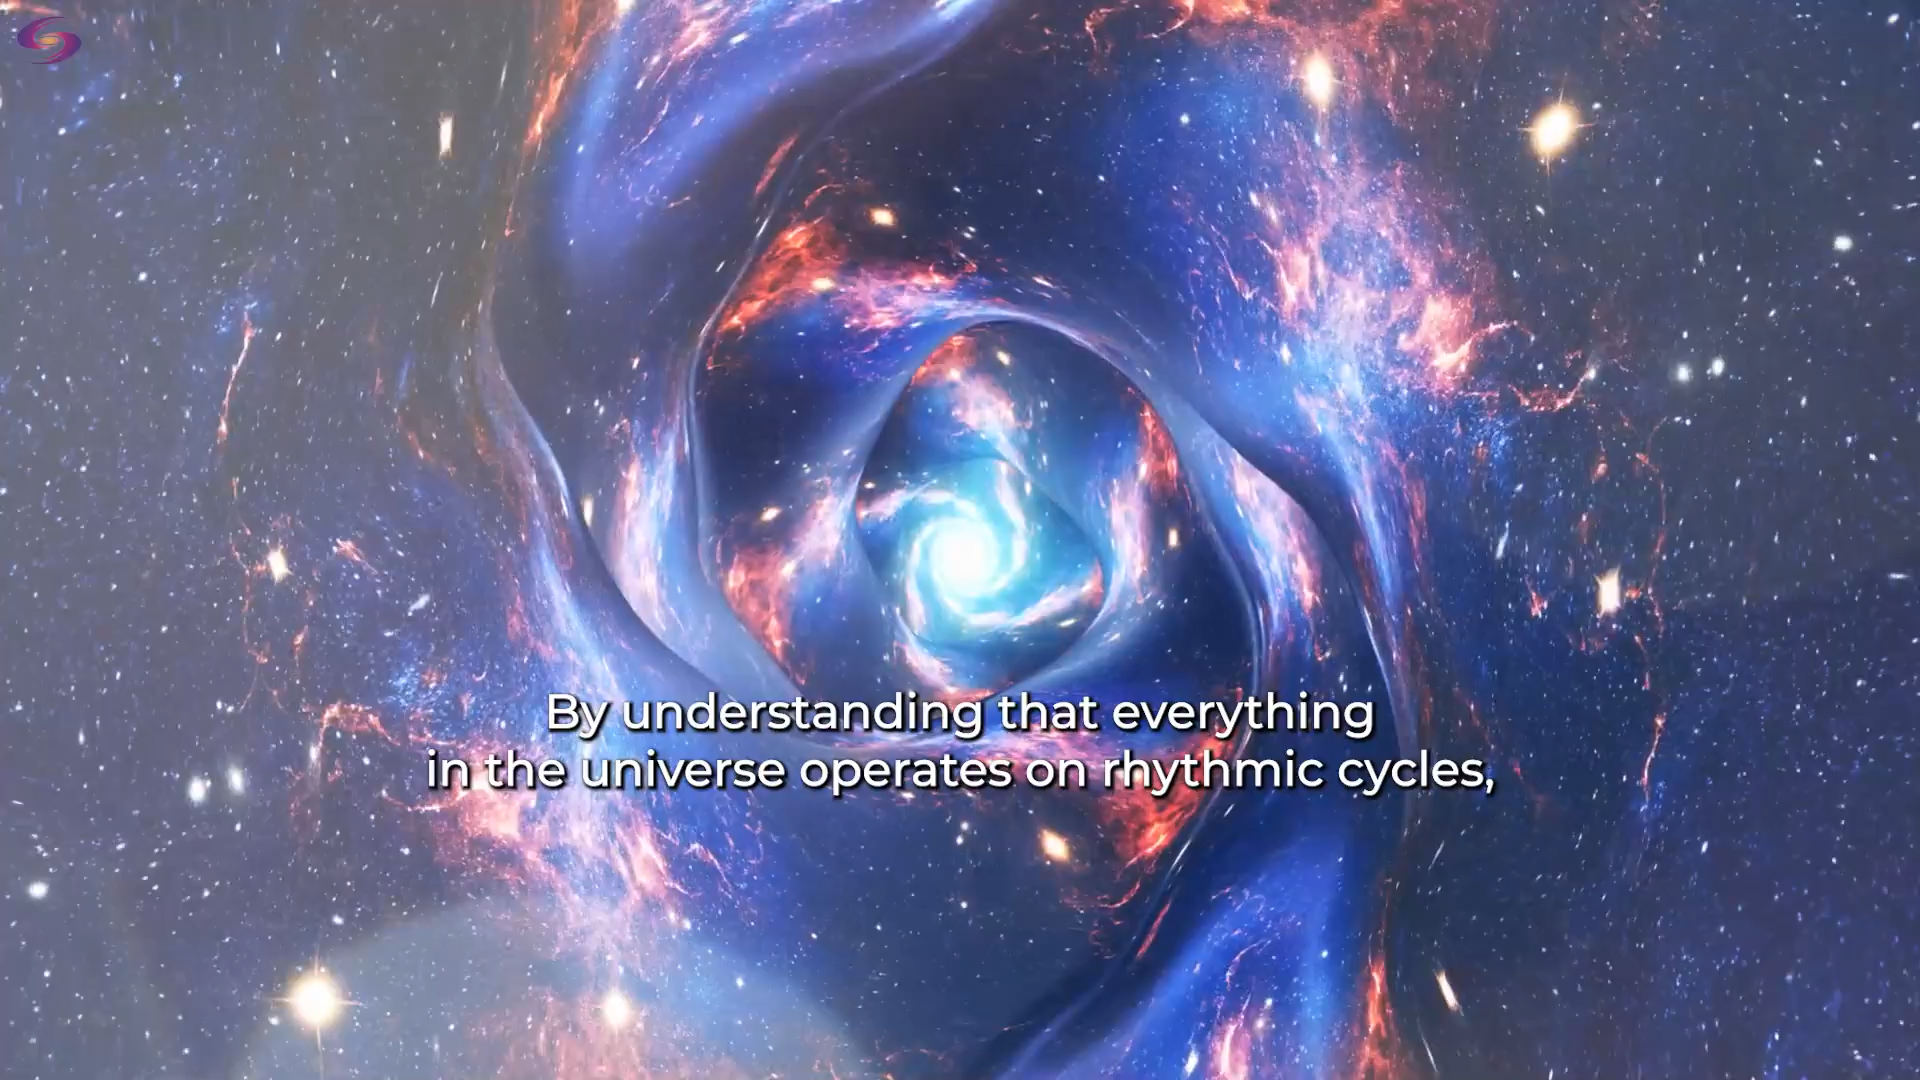 By understanding that everything
in the universe operates on rhythmic cycles,